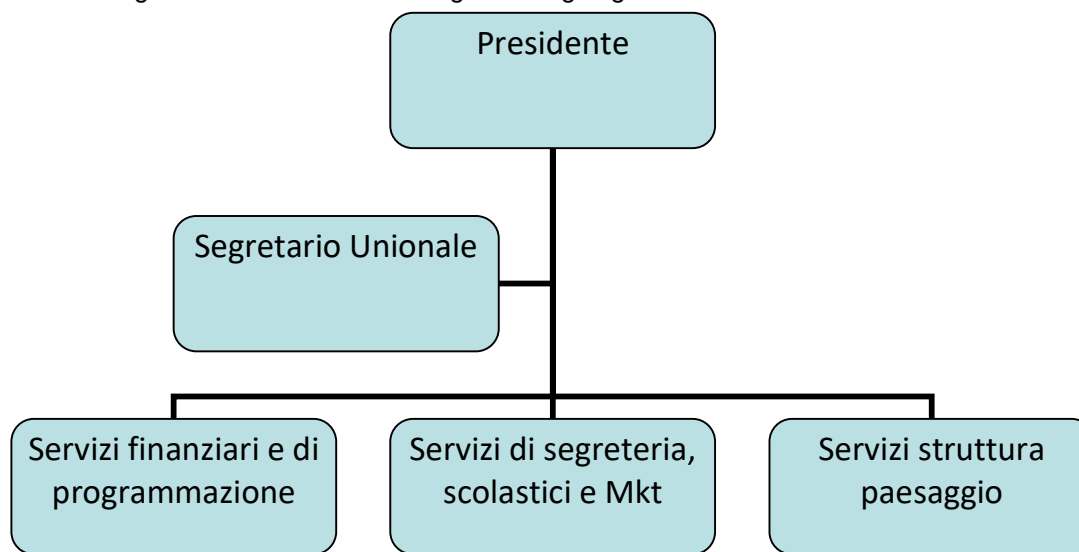 Presidente
Segretario Unionale
Servizi finanziari e di
programmazione
Servizi di segreteria,
scolastici e Mkt
Servizi struttura
paesaggio